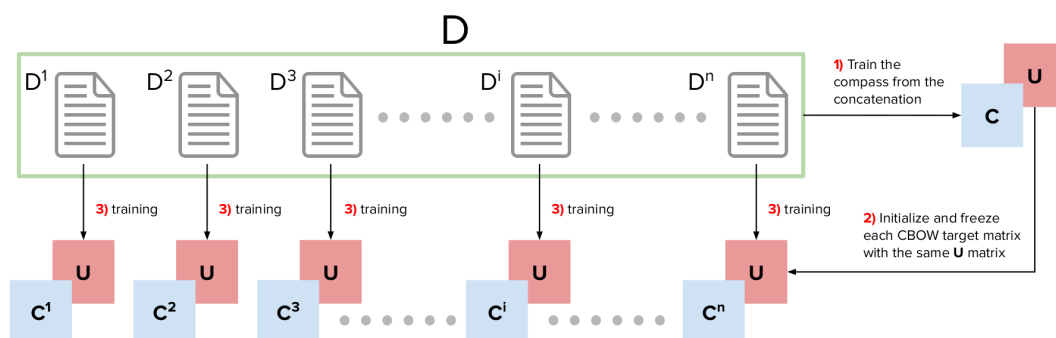 D
D¹ D² D³ Dⁱ Dⁿ
1) Train the
compass from the
concatenation
U
C
3) training 3) training 3) training 3) training 3) training
2) Initialize and freeze
each CBOW target matrix
with the same U matrix
U U U U U
C¹ C² C³ Cⁱ Cⁿ